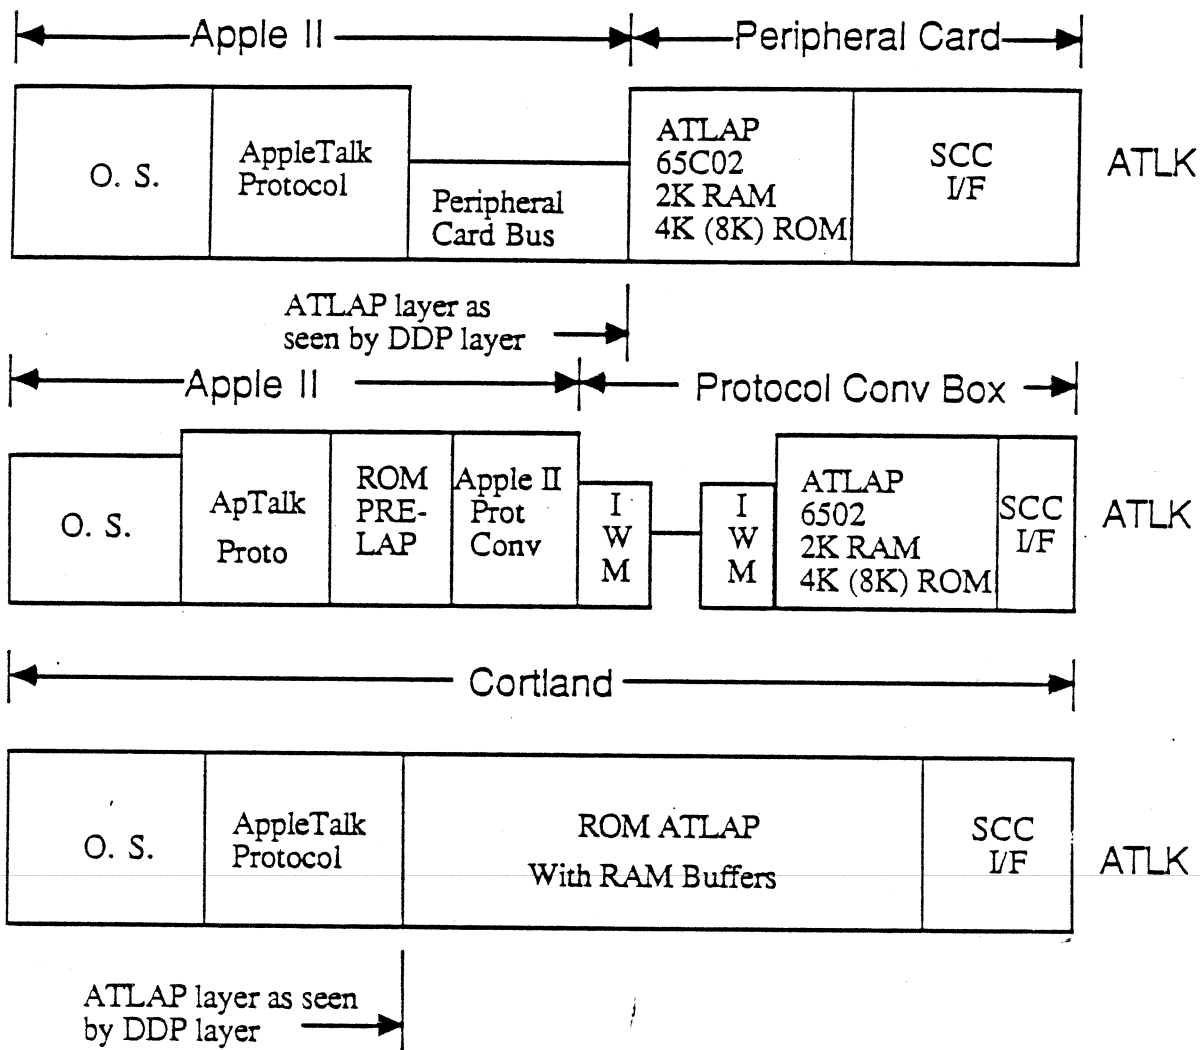 Apple II
Peripheral Card
O. S.
AppleTalk
Protocol
Peripheral
Card Bus
ATLAP
65C02
2K RAM
4K (8K) ROM
SCC
I/F
ATLK
ATLAP layer as
seen by DDP layer
Apple II
Protocol Conv Box
O. S.
ApTalk
Proto
ROM
PRE-
LAP
Apple II
Prot
Conv
I
W
M
I
W
M
ATLAP
6502
2K RAM
4K (8K) ROM
SCC
I/F
ATLK
Cortland
O. S.
AppleTalk
Protocol
ROM ATLAP
With RAM Buffers
SCC
I/F
ATLK
ATLAP layer as seen
by DDP layer